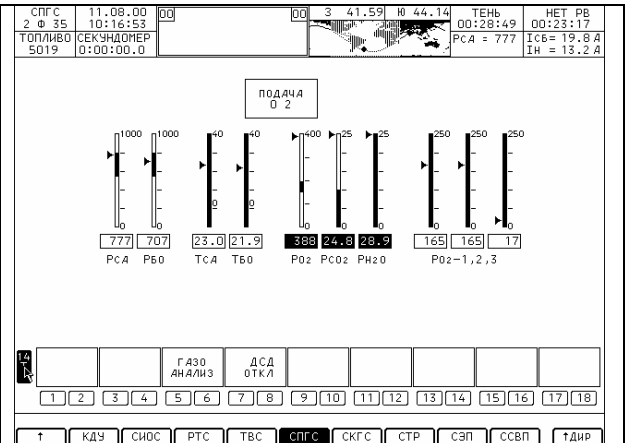 СПГС 11.08.00 00 00 З 41.59 Ю 44.14 ТЕНЬ НЕТ РВ
2 Ф 35 10:16:53 00:28:49 00:23:17
ТОПЛИВО СЕКУНДОМЕР РСА = 777 IСБ= 19.8 А
5019 0:00:00.0 IН = 13.2 А
ПОДАЧА
О 2
1000 1000 40 40 400 25 25 250 250 250
0 0
0 0 0 0 0 0 0 0
777 707 23.0 21.9 388 24.8 28.9 165 165 17
РСА РБО ТСА ТБО РО2 РСО2 РН2О РО2-1,2,3
14
Т
ГАЗО ДСД
АНАЛИЗ ОТКЛ
1 2 3 4 5 6 7 8 9 10 11 12 13 14 15 16 17 18
↑ КДУ СИОС РТС ТВС СПГС СКГС СТР СЭП ССВП ↑ДИР